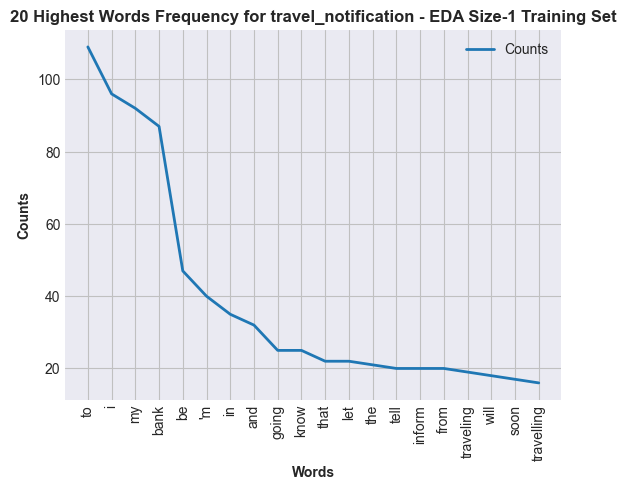 20 Highest Words Frequency for travel_notification - EDA Size-1 Training Set
Counts
Counts
100
80
60
40
20
to
i
my
bank
be
'm
in
and
going
know
that
let
the
tell
inform
from
traveling
will
soon
travelling
Words